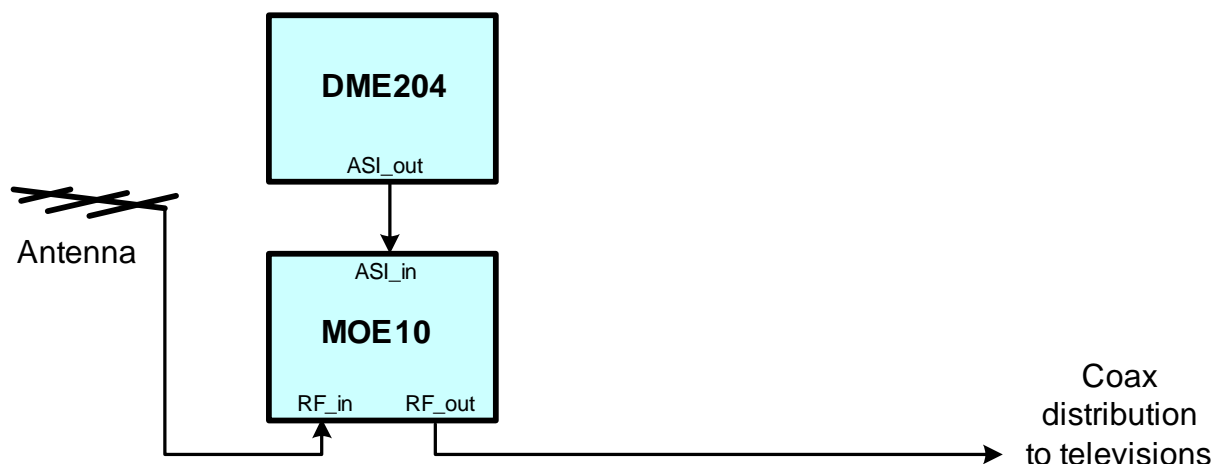 DME204
ASI_out
Antenna
ASI_in
MOE10
RF_in RF_out
Coax
distribution
to televisions